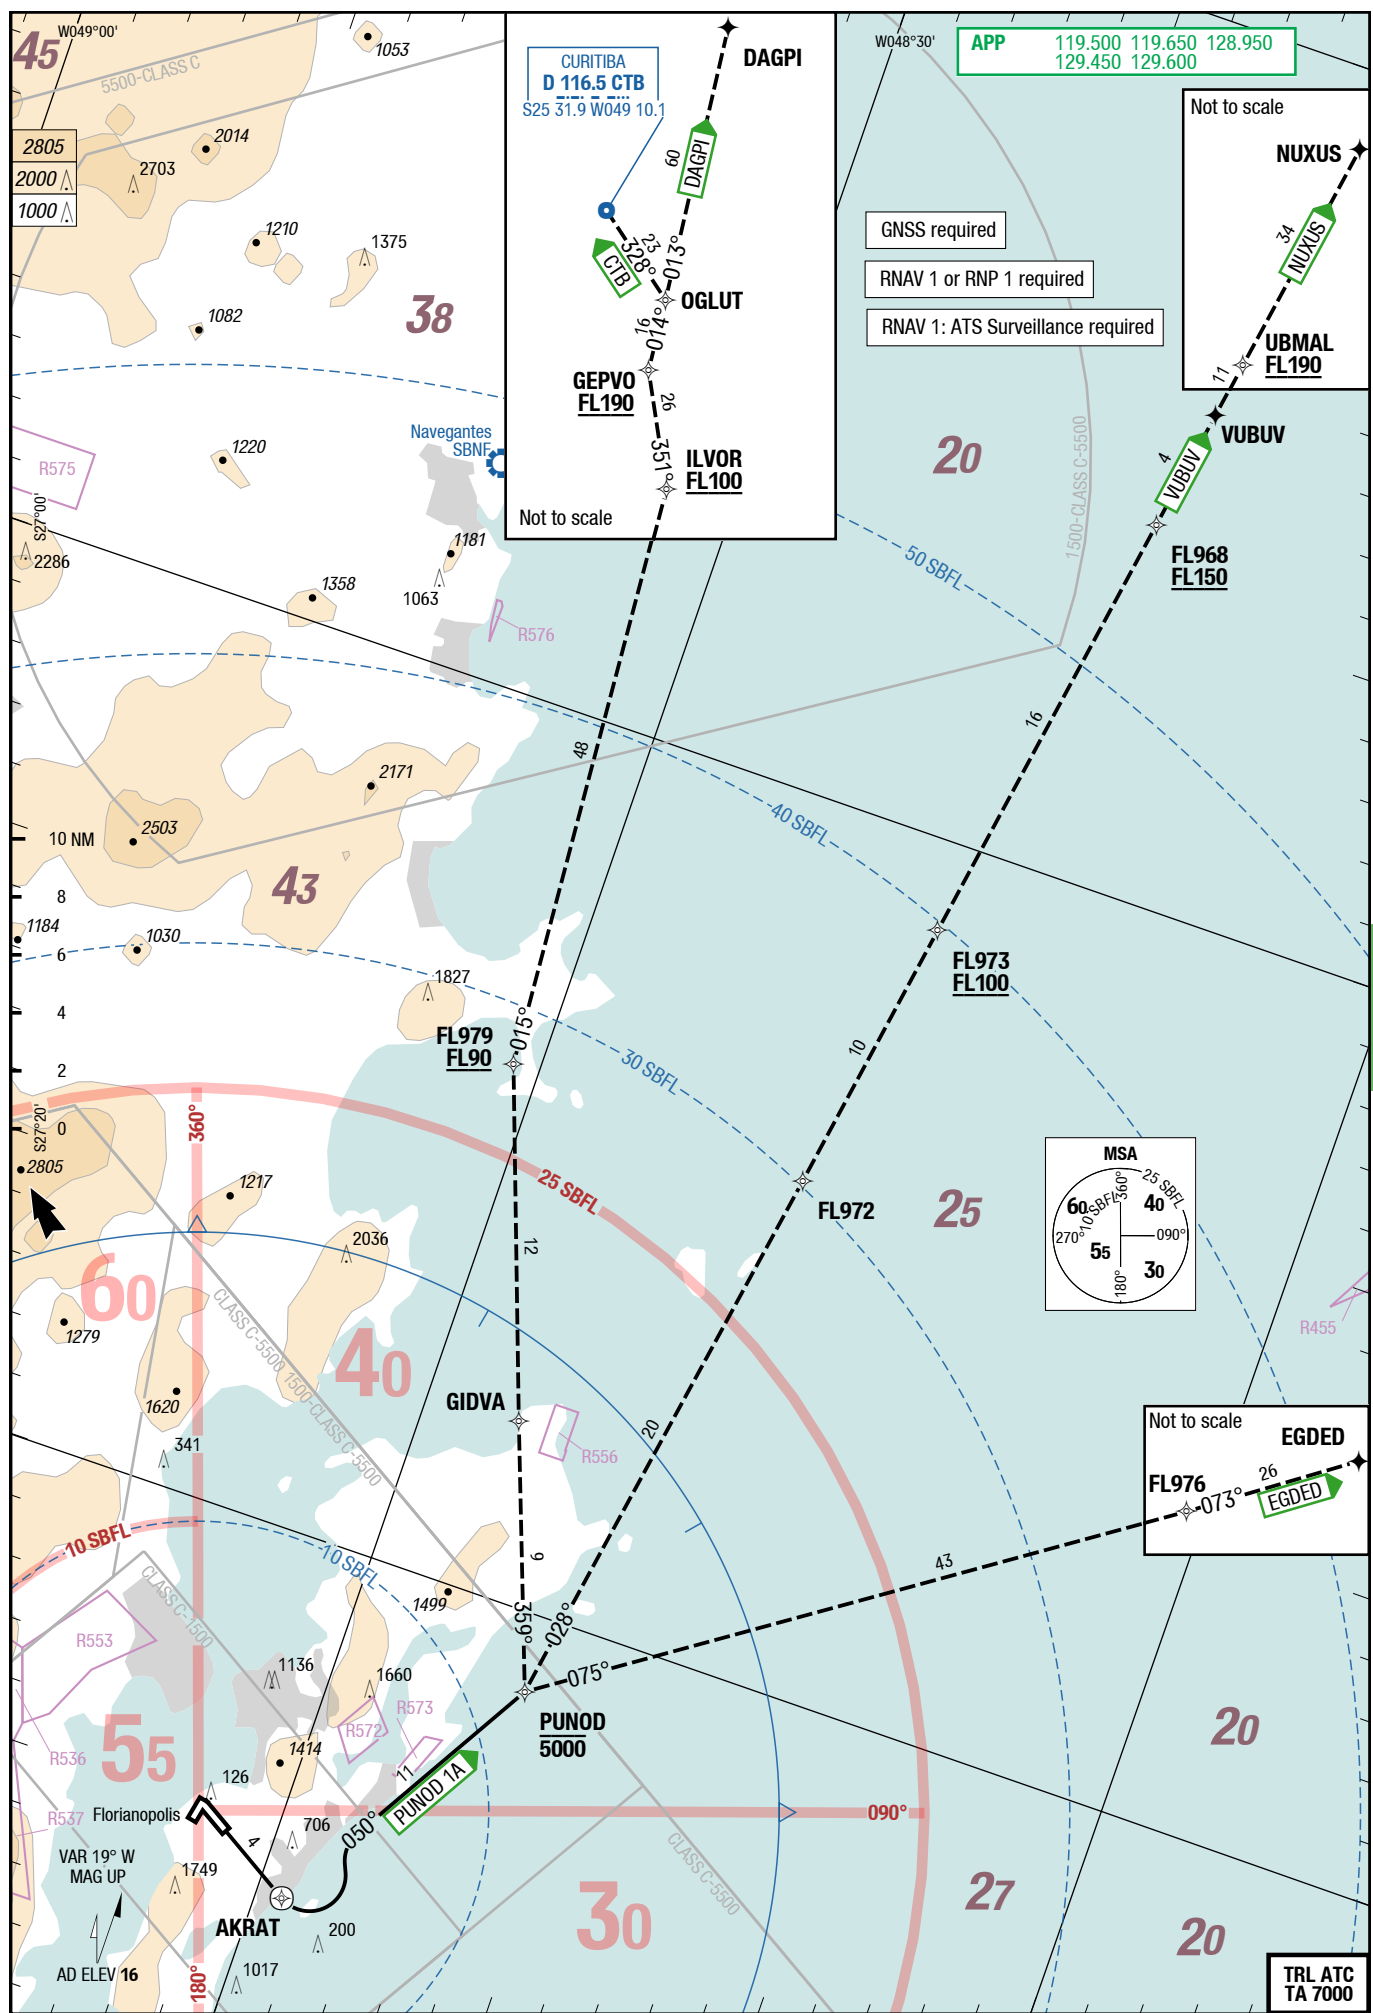 45
W049°00'
5500-CLASS C
1053
CURITIBA
D 116.5 CTB
S25 31.9 W049 10.1
DAGPI
W048°30'
APP
119.500 119.650 128.950
129.450 129.600
Not to scale
NUXUS
34
NUXUS
UBMAL
FL190
11
VUBUV
4
VUBUV
2805
2000
1000
2014
2703
1210
1375
1082
38
60
DAGPI
23
328°
CTB
013°
OGLUT
16
014°
GEPVO
FL190
26
351°
ILVOR
FL100
Not to scale
GNSS required
RNAV 1 or RNP 1 required
RNAV 1: ATS Surveillance required
20
1500-CLASS C-5500
Navegantes
SBNF
R575
1220
S27°00'
2286
1181
1063
1358
R576
50 SBFL
FL968
FL150
16
48
40 SBFL
2171
2503
10 NM
8
6
4
2
0
43
1184
1030
1827
FL973
FL100
FL979
FL90
015°
30 SBFL
10
S27°20'
360°
2805
1217
25 SBFL
FL972
25
MSA
60
40
55
30
10 SBFL
25 SBFL
360°
270°
090°
180°
12
2036
60
CLASS C-5500
1500-CLASS C-5500
1279
40
R455
1620
341
GIDVA
R556
20
Not to scale
EGDED
FL976
26
073°
EGDED
10 SBFL
10 SBFL
CLASS C-1500
9
43
1499
359°
028°
075°
R553
1136
1660
R573
R572
PUNOD
5000
R536
55
1414
20
11
PUNOD 1A
126
Florianopolis
R537
706
050°
090°
4
CLASS C-5500
VAR 19° W
MAG UP
1749
27
AKRAT
200
30
20
AD ELEV 16
180°
1017
TRL ATC
TA 7000